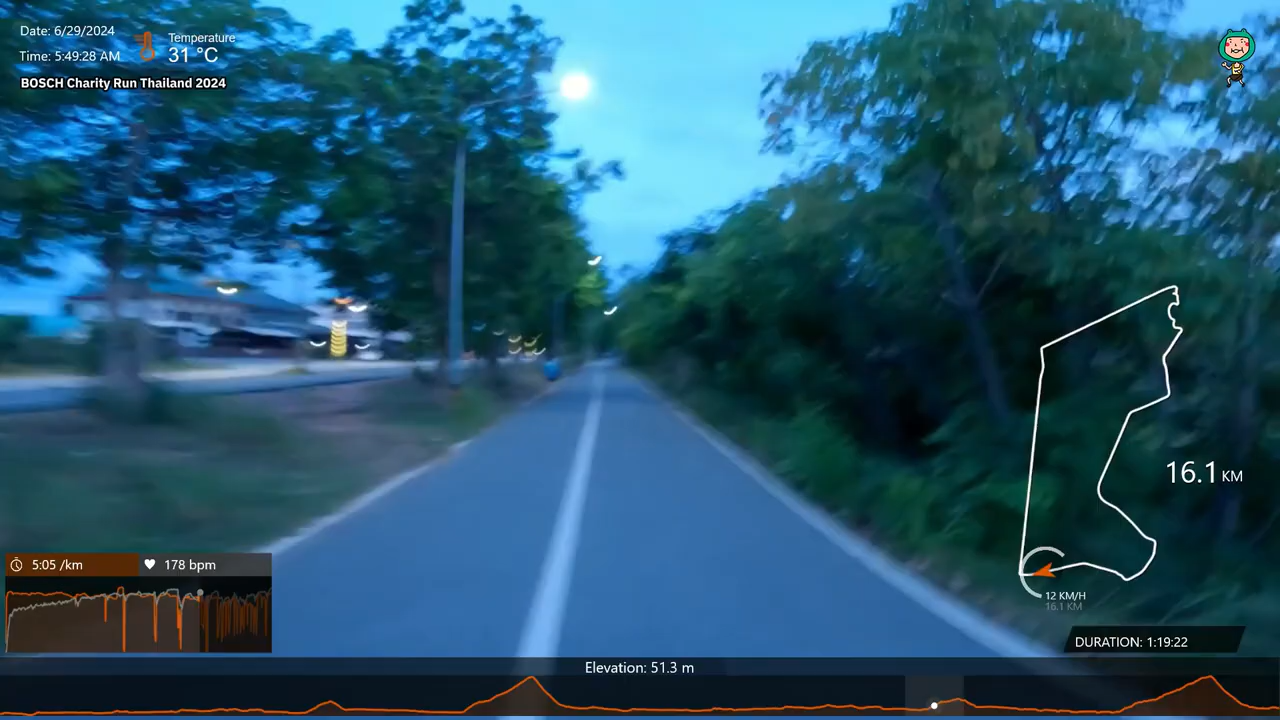 Date: 6/29/2024
Time: 5:49:28 AM
Temperature
31 °C
BOSCH Charity Run Thailand 2024
16.1 KM
5:05 /km
178 bpm
12 KM/H
16.1 KM
DURATION: 1:19:22
Elevation: 51.3 m